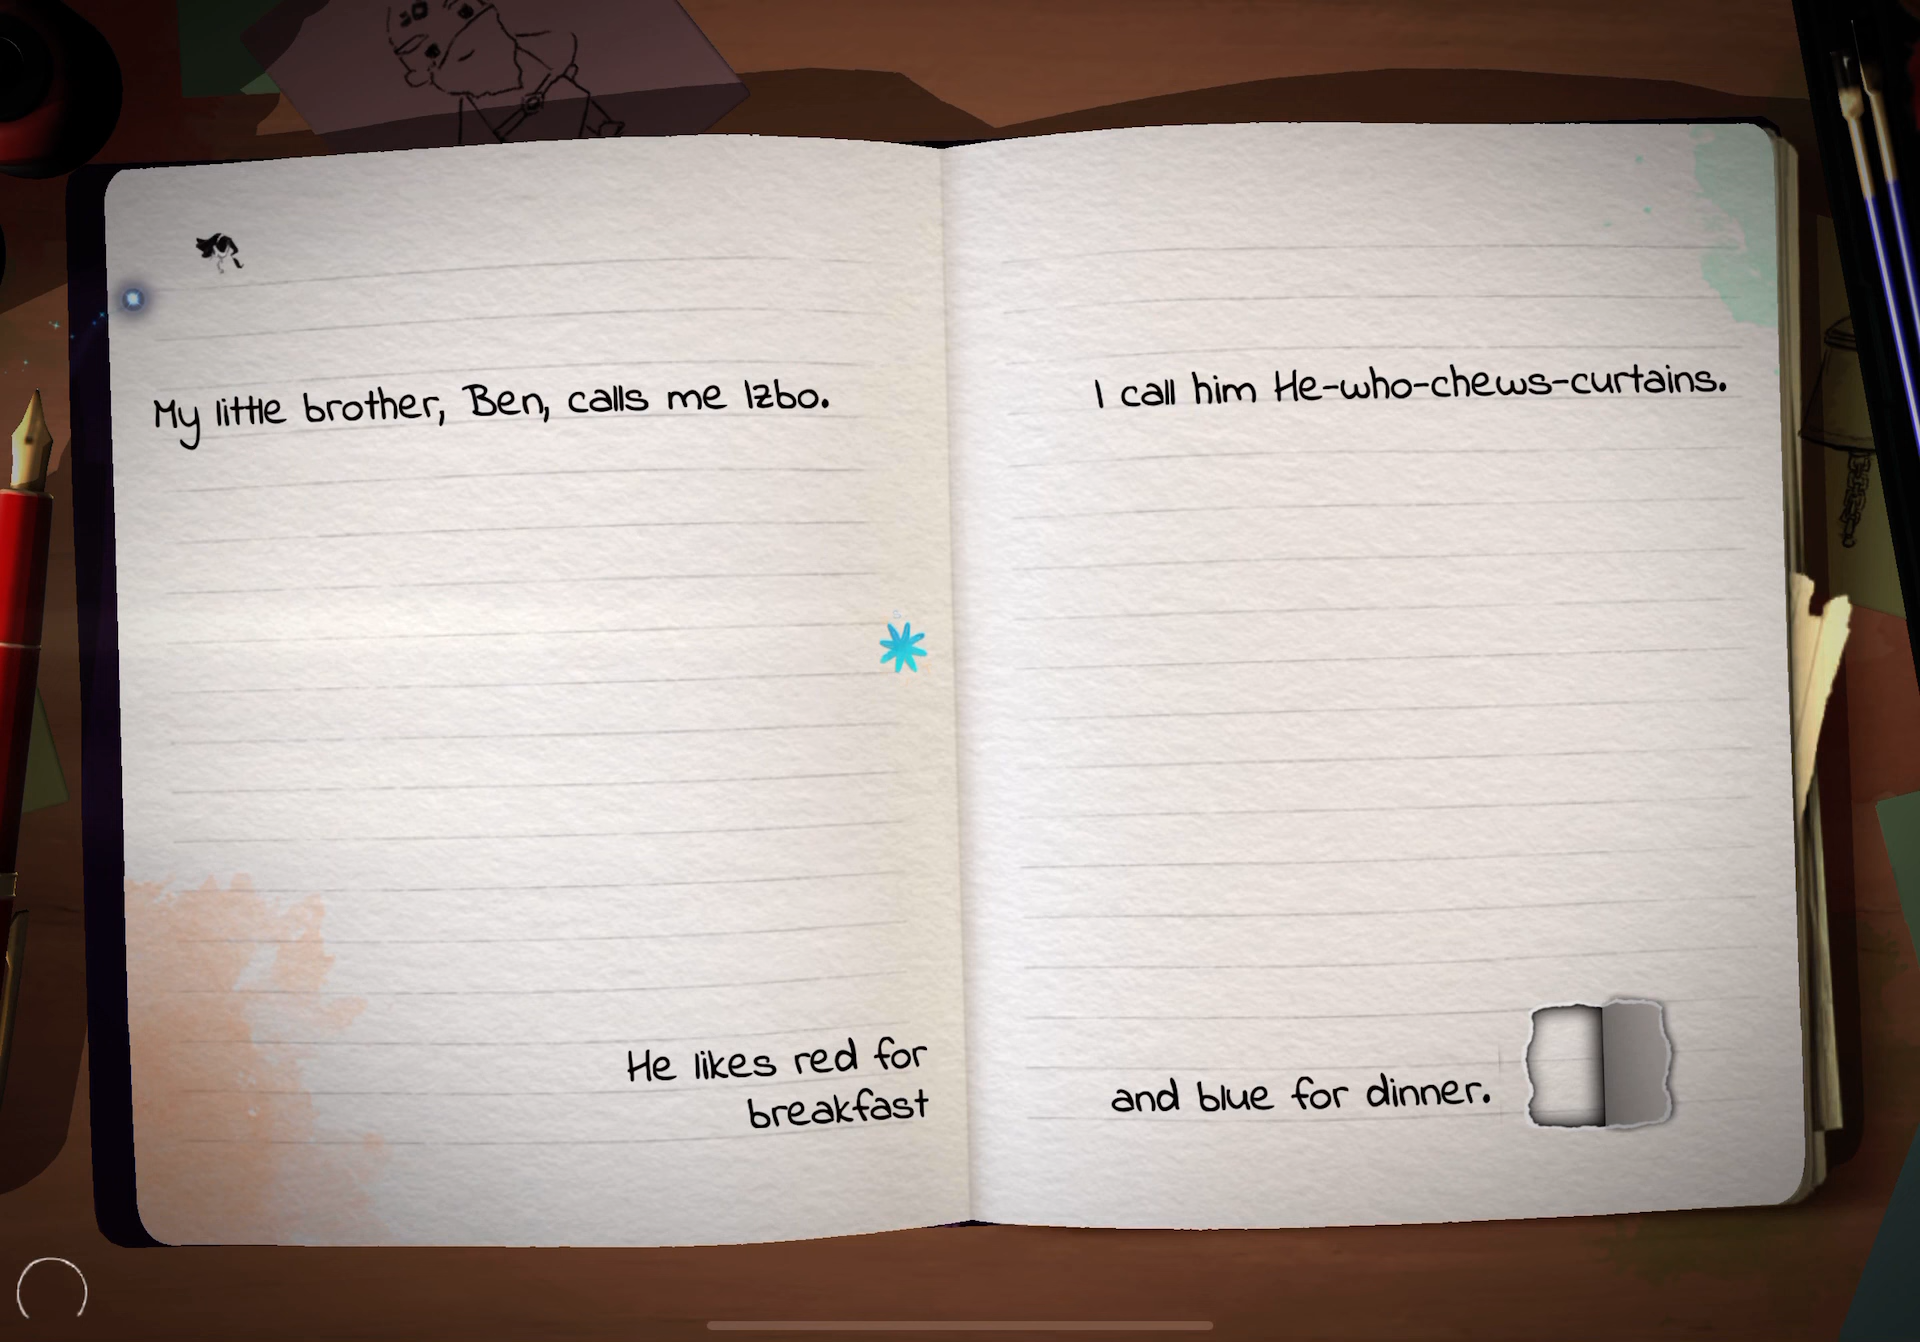 My little brother, Ben, calls me Izbo.
I call him He-who-chews-curtains.
He likes red for
breakfast
and blue for dinner.